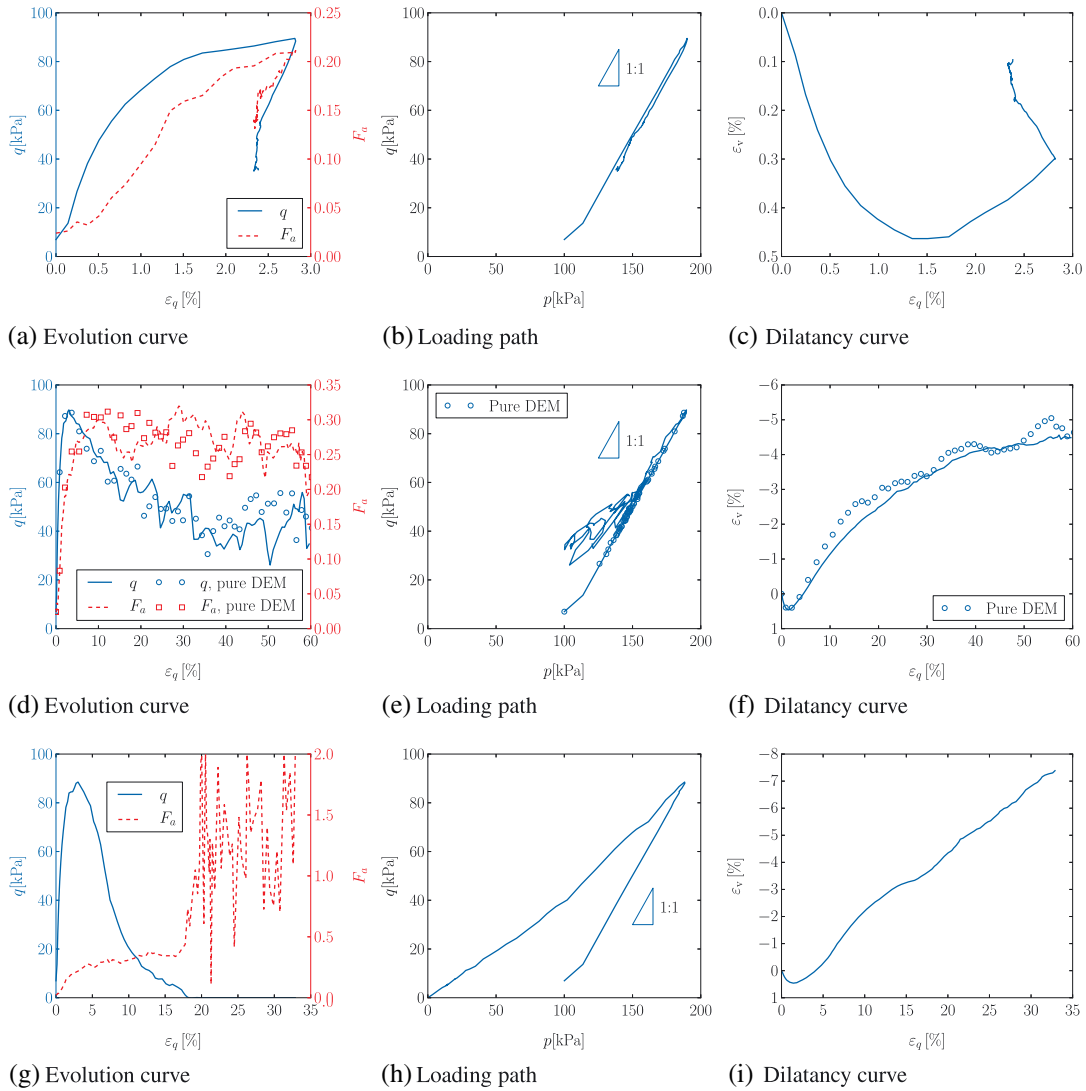 100
80
60
40
20
0
q[kPa]
0.25
0.20
0.15
0.10
0.05
0.00
F_a
q
F_a
0.0 0.5 1.0 1.5 2.0 2.5 3.0
ε_q [%]
(a) Evolution curve
100
80
60
40
20
0
q[kPa]
1:1
0 50 100 150 200
p[kPa]
(b) Loading path
0.0
0.1
0.2
0.3
0.4
0.5
ε_v [%]
0.0 0.5 1.0 1.5 2.0 2.5 3.0
ε_q [%]
(c) Dilatancy curve
100
80
60
40
20
0
q[kPa]
0.35
0.30
0.25
0.20
0.15
0.10
0.05
0.00
F_a
q q, pure DEM
F_a F_a, pure DEM
0 10 20 30 40 50 60
ε_q [%]
(d) Evolution curve
100
80
60
40
20
0
q[kPa]
Pure DEM
1:1
0 50 100 150 200
p[kPa]
(e) Loading path
−6
−5
−4
−3
−2
−1
0
1
ε_v [%]
Pure DEM
0 10 20 30 40 50 60
ε_q [%]
(f) Dilatancy curve
100
80
60
40
20
0
q[kPa]
2.0
1.5
1.0
0.5
0.0
F_a
q
F_a
0 5 10 15 20 25 30 35
ε_q [%]
(g) Evolution curve
100
80
60
40
20
0
q[kPa]
1:1
0 50 100 150 200
p[kPa]
(h) Loading path
−8
−7
−6
−5
−4
−3
−2
−1
0
1
ε_v [%]
0 5 10 15 20 25 30 35
ε_q [%]
(i) Dilatancy curve